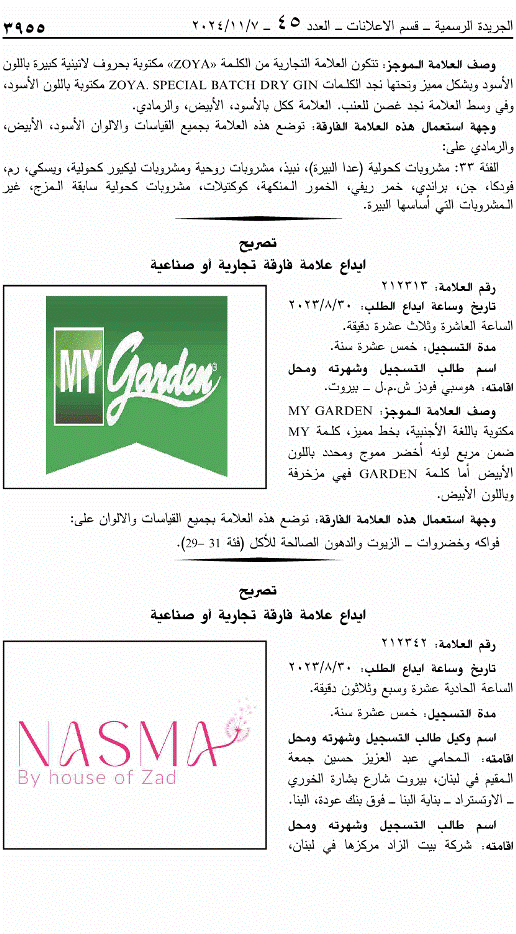 الجريدة الرسمية ــ قسم الاعلانات ــ العدد ٤٥ ــ ٢٠٢٤/١١/٧
٣٩٥٥
وصف العلامة الموجز: تتكون العلامة التجارية من الكلمة «ZOYA» مكتوبة بحروف لاتينية كبيرة باللون
الأسود وبشكل مميز وتحتها نجد الكلمات ZOYA. SPECIAL BATCH DRY GIN مكتوبة باللون الأسود،
وفي وسط العلامة نجد غصن للعنب. العلامة ككل بالأسود، الأبيض، والرمادي.
وجهة استعمال هذه العلامة الفارقة: توضع هذه العلامة بجميع القياسات والالوان الأسود، الأبيض،
والرمادي على:
الفئة ٣٣: مشروبات كحولية (عدا البيرة)، نبيذ، مشروبات روحية ومشروبات ليكيور كحولية، ويسكي، رم،
فودكا، جن، براندي، خمر ريفي، الخمور المنكهة، كوكتيلات، مشروبات كحولية سابقة المزج، غير
المشروبات التي أساسها البيرة.
تصريح
ايداع علامة فارقة تجارية أو صناعية
رقم العلامة: ٢١٢٣١٣
تاريخ وساعة ايداع الطلب: ٢٠٢٣/٨/٣٠
الساعة العاشرة وثلاث عشرة دقيقة.
مدة التسجيل: خمس عشرة سنة.
اسم طالب التسجيل وشهرته ومحل
اقامته: هوسبي فودز ش.م.ل ــ بيروت.
وصف العلامة الموجز: MY GARDEN
مكتوبة باللغة الأجنبية، بخط مميز، كلمة MY
ضمن مربع لونه أخضر مموج ومحدد باللون
الأبيض أما كلمة GARDEN فهي مزخرفة
وباللون الأبيض.
MY Garden
وجهة استعمال هذه العلامة الفارقة: توضع هذه العلامة بجميع القياسات والالوان على:
فواكه وخضروات ــ الزيوت والدهون الصالحة للأكل (فئة 31 –29).
تصريح
ايداع علامة فارقة تجارية أو صناعية
رقم العلامة: ٢١٢٣٤٢
تاريخ وساعة ايداع الطلب: ٢٠٢٣/٨/٣٠
الساعة الحادية عشرة وسبع وثلاثون دقيقة.
مدة التسجيل: خمس عشرة سنة.
اسم وكيل طالب التسجيل وشهرته ومحل
اقامته: المحامي عبد العزيز حسين جمعة
المقيم في لبنان، بيروت شارع بشارة الخوري
ــ الاوتستراد ــ بناية البنا ــ فوق بنك عودة، البنا.
اسم طالب التسجيل وشهرته ومحل
اقامته: شركة بيت الزاد مركزها في لبنان،
NASMA
By house of Zad